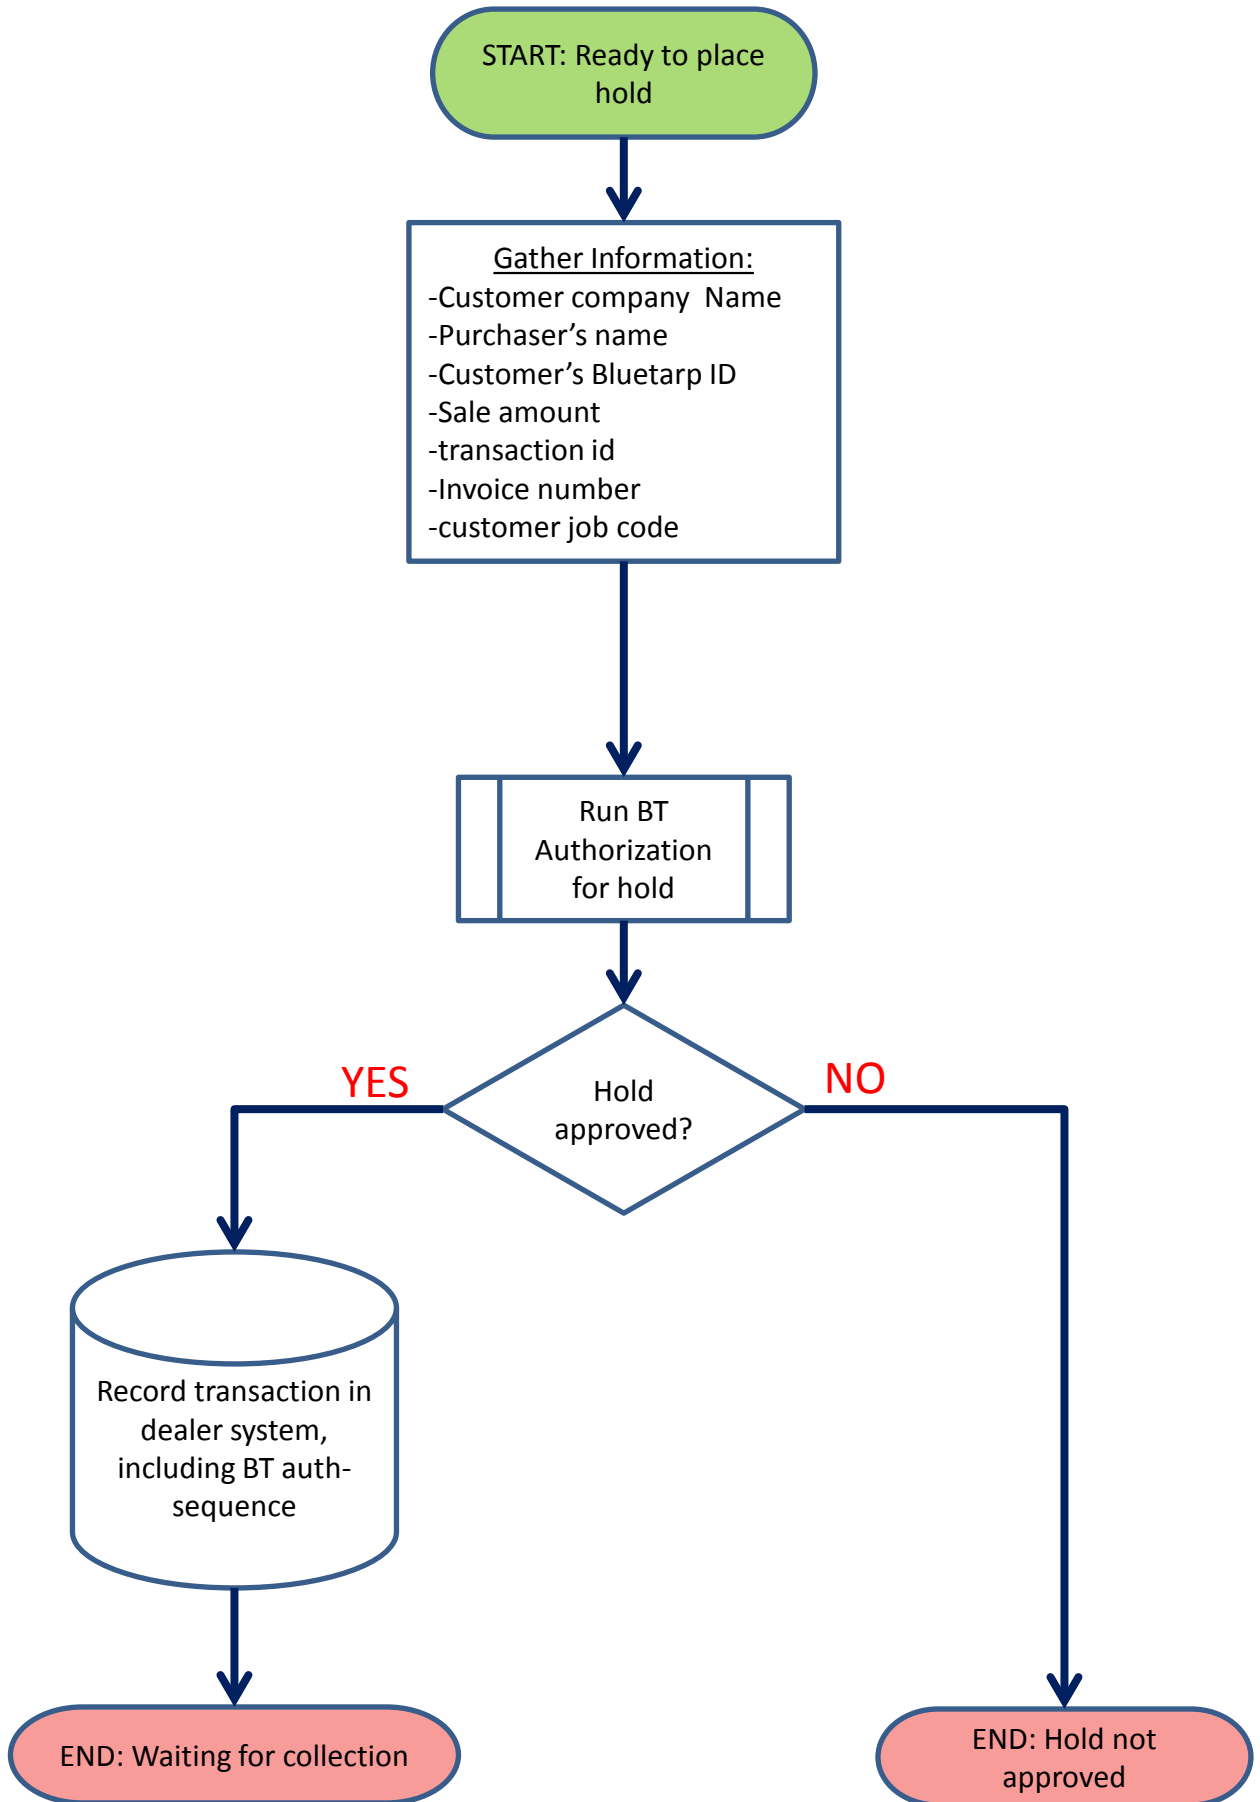 START: Ready to place
hold
Gather Information:
-Customer company  Name
-Purchaser’s name
-Customer’s Bluetarp ID
-Sale amount
-transaction id
-Invoice number
-customer job code
Run BT
Authorization
for hold
YES
NO
Hold
approved?
Record transaction in
dealer system,
including BT auth-
sequence
END: Waiting for collection
END: Hold not
approved